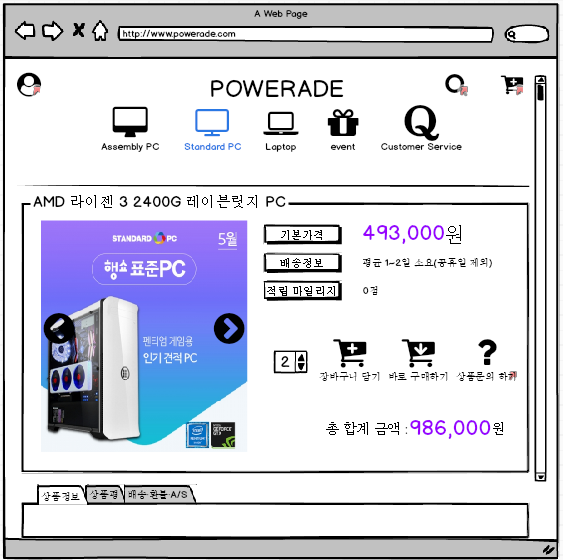 A Web Page
http://www.powerade.com
POWERADE
Assembly PC
Standard PC
Laptop
event
Customer Service
AMD 라이젠 3 2400G 레이븐릿지 PC
STANDARD PC
5월
행쇼 표준PC
펜티엄 게임용
인기 견적 PC
기본가격
493,000원
배송정보
평균 1~2일 소요(공휴일 제외)
적립 마일리지
0점
2
장바구니 담기
바로 구매하기
상품문의 하기
총 합계 금액 : 986,000원
상품정보
상품평
배송·환불·A/S